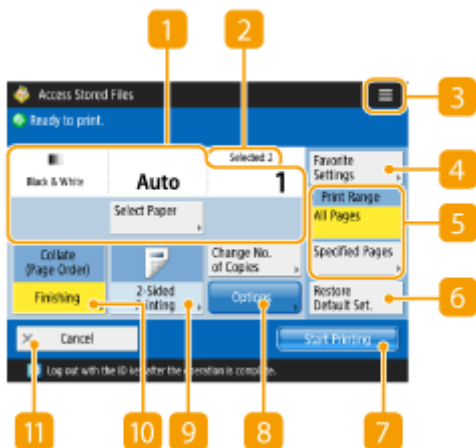 1
2
Access Stored Files
3
Ready to print.
Selected: 2
Black & White
Auto
1
Favorite
Settings
4
Select Paper
Print Range
All Pages
5
Specified Pages
Collate
(Page Order)
Change No.
of Copies
Finishing
2-Sided
Printing
Options
Restore
Default Set.
6
Cancel
Start Printing
Log out with the ID key after the operation is complete.
11
10
9
8
7